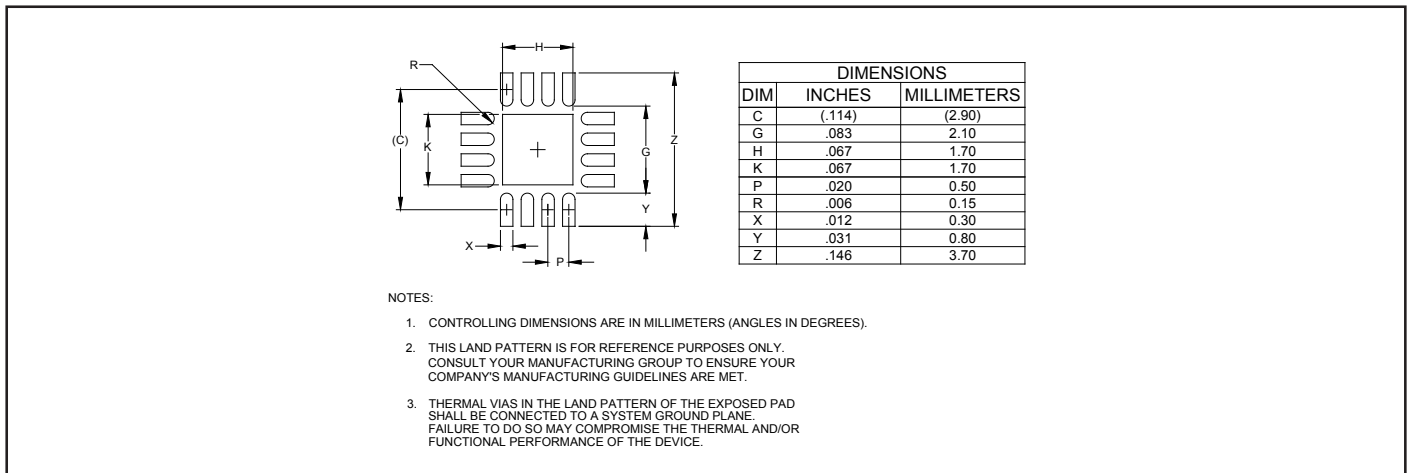 H
R
(C)
K
G
Z
Y
X
P
DIMENSIONS
DIM INCHES MILLIMETERS
C (.114) (2.90)
G .083 2.10
H .067 1.70
K .067 1.70
P .020 0.50
R .006 0.15
X .012 0.30
Y .031 0.80
Z .146 3.70
NOTES:
1. CONTROLLING DIMENSIONS ARE IN MILLIMETERS (ANGLES IN DEGREES).
2. THIS LAND PATTERN IS FOR REFERENCE PURPOSES ONLY.
CONSULT YOUR MANUFACTURING GROUP TO ENSURE YOUR
COMPANY'S MANUFACTURING GUIDELINES ARE MET.
3. THERMAL VIAS IN THE LAND PATTERN OF THE EXPOSED PAD
SHALL BE CONNECTED TO A SYSTEM GROUND PLANE.
FAILURE TO DO SO MAY COMPROMISE THE THERMAL AND/OR
FUNCTIONAL PERFORMANCE OF THE DEVICE.